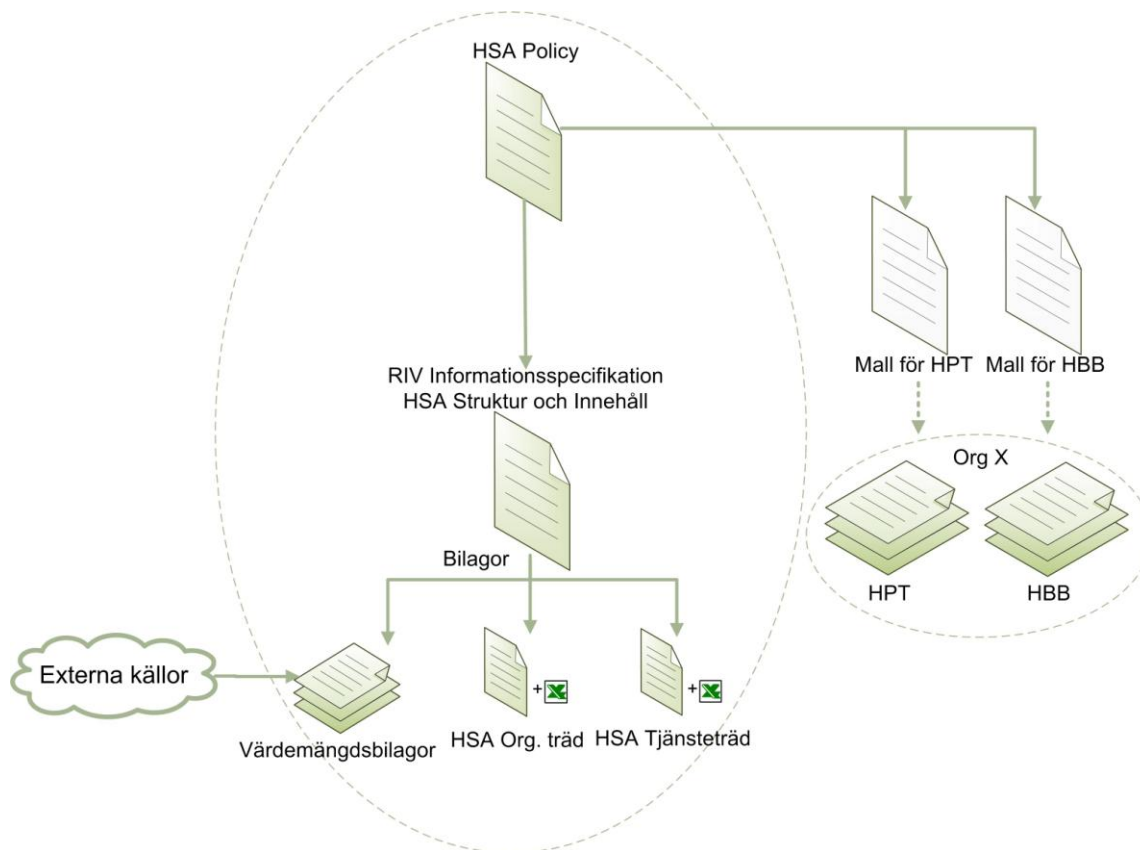 HSA Policy
Mall för HPT
Mall för HBB
RIV Informationsspecifikation
HSA Struktur och Innehåll
Org X
HPT
HBB
Bilagor
Externa källor
+
+
Värdemängdsbilagor
HSA Org. träd
HSA Tjänsteträd